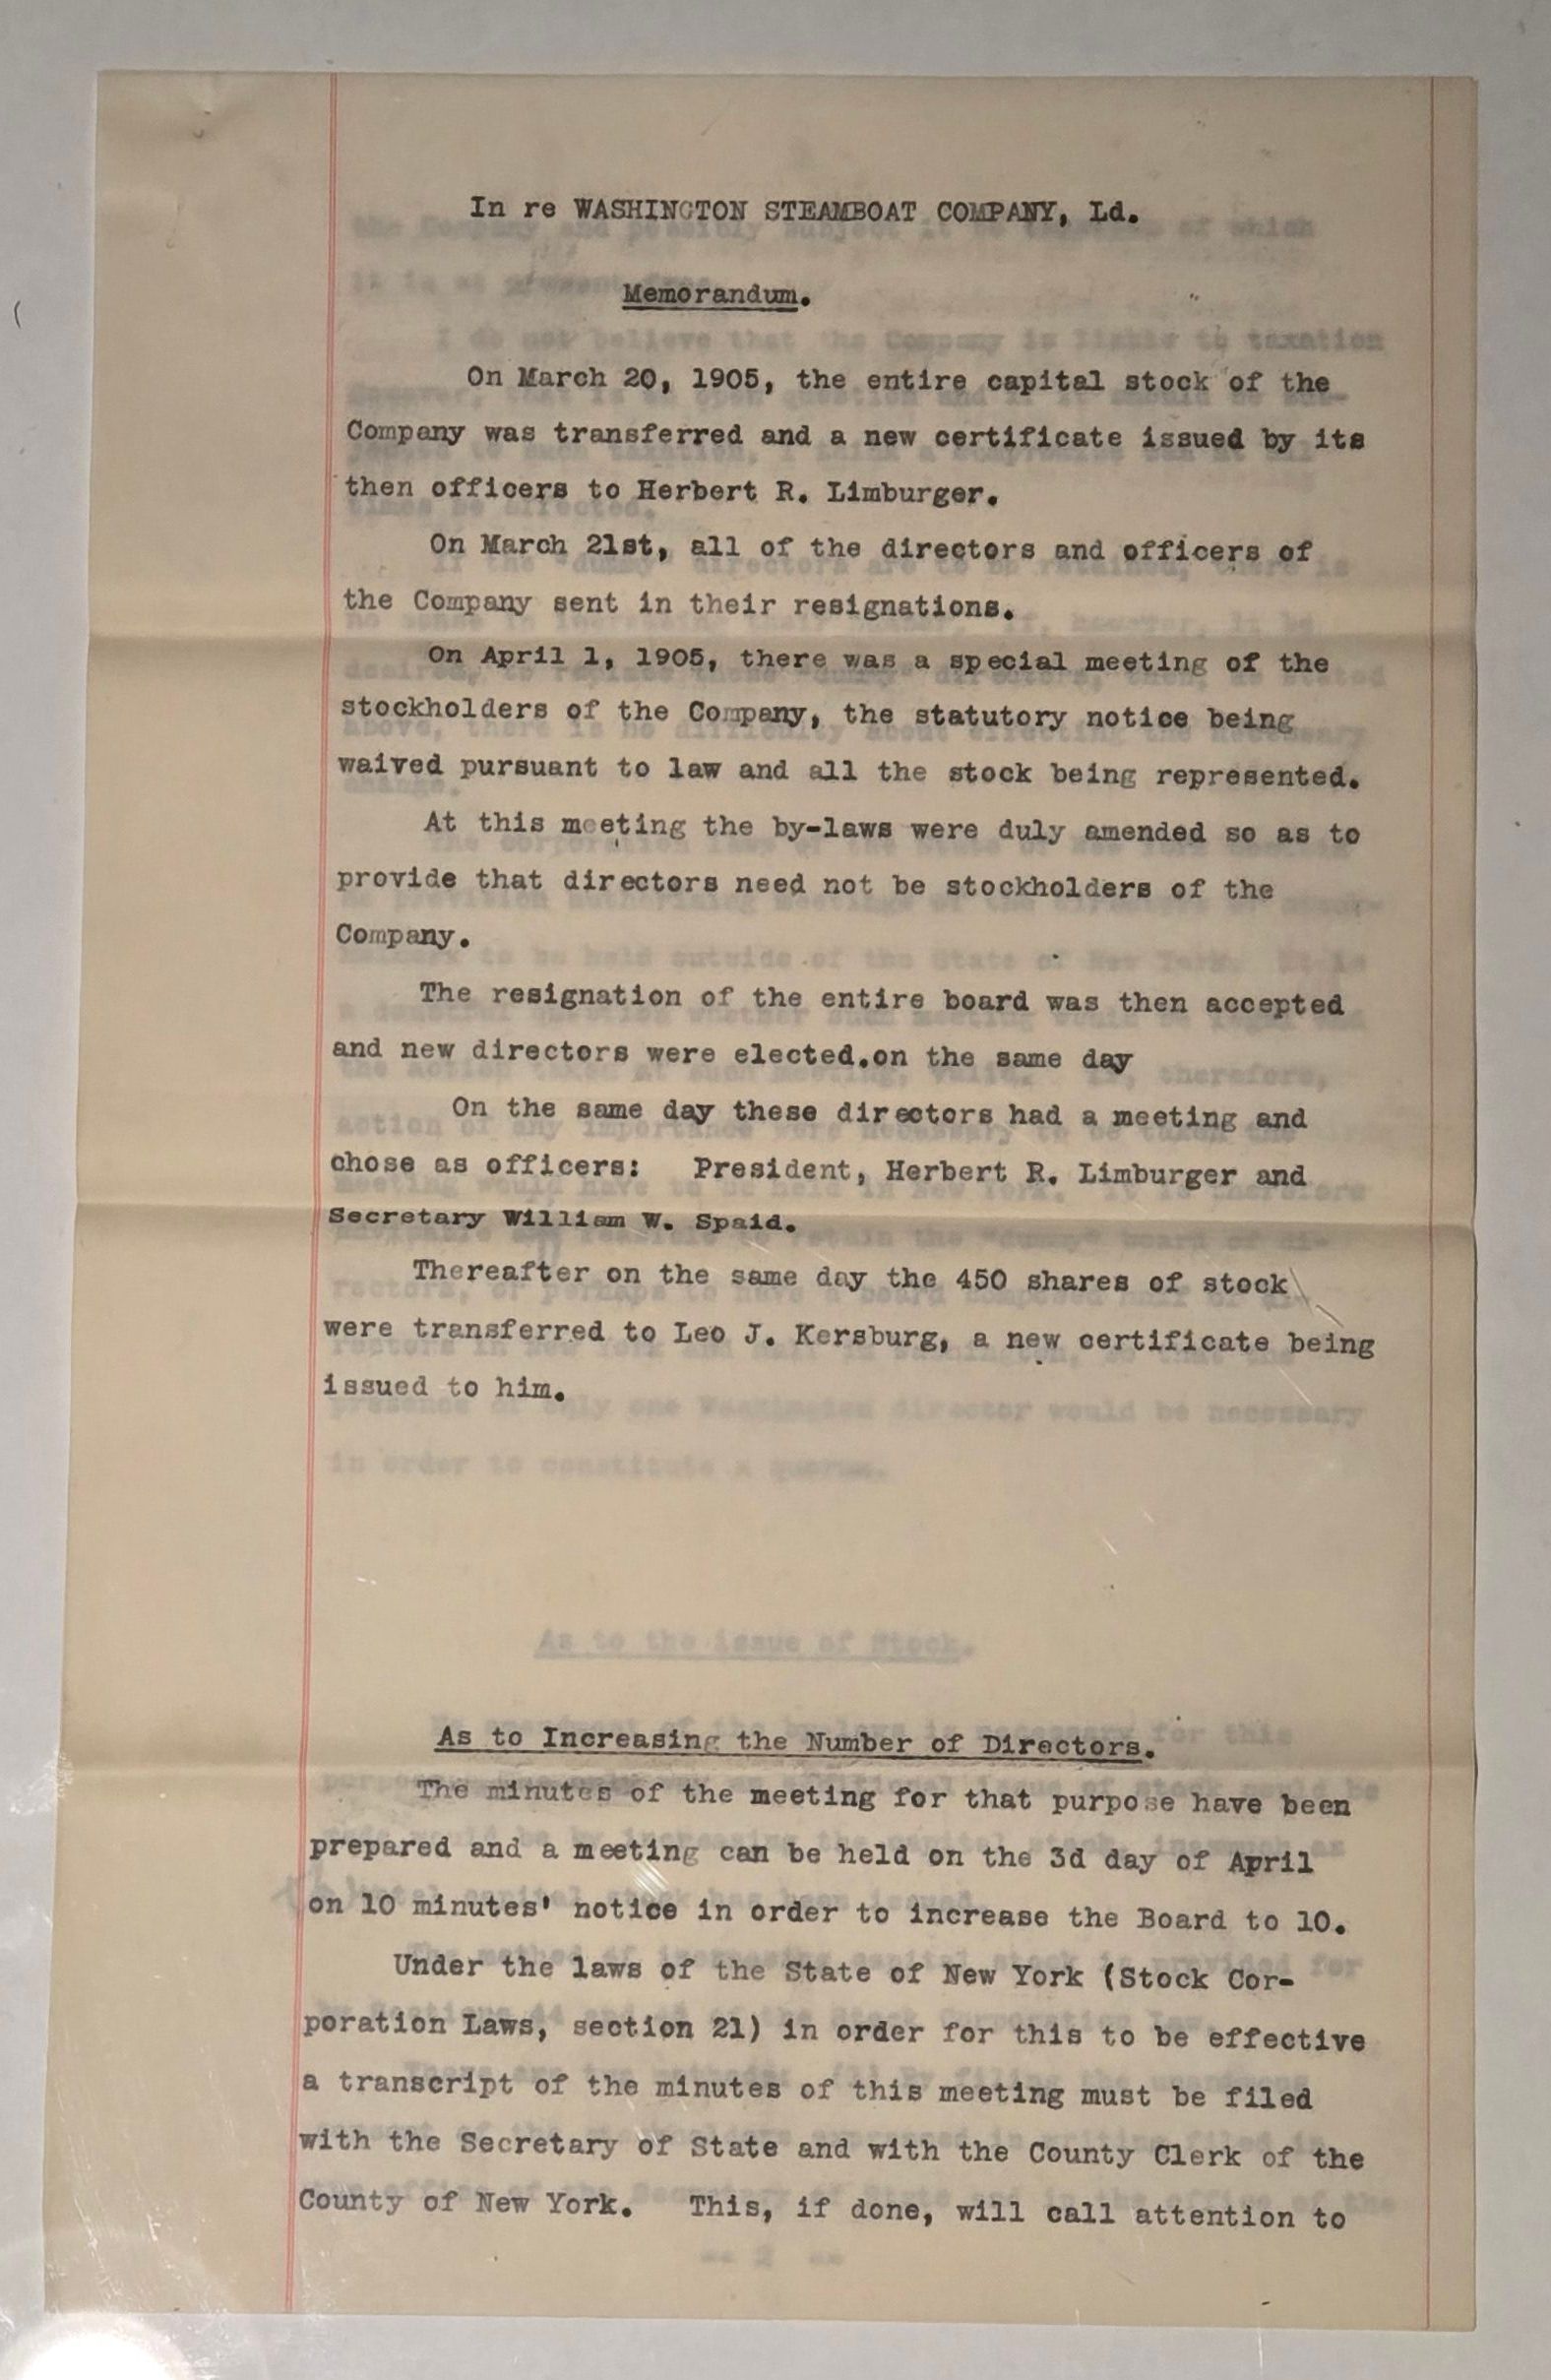 In re WASHINGTON STEAMBOAT COMPANY, Ld.
Memorandum.
On March 20, 1905, the entire capital stock of the
Company was transferred and a new certificate issued by its
then officers to Herbert R. Limburger.
On March 21st, all of the directors and officers of
the Company sent in their resignations.
On April 1, 1905, there was a special meeting of the
stockholders of the Company, the statutory notice being
waived pursuant to law and all the stock being represented.
At this meeting the by-laws were duly amended so as to
provide that directors need not be stockholders of the
Company.
The resignation of the entire board was then accepted
and new directors were elected.on the same day
On the same day these directors had a meeting and
chose as officers: President, Herbert R. Limburger and
Secretary William W. Spaid.
Thereafter on the same day the 450 shares of stock
were transferred to Leo J. Kersburg, a new certificate being
issued to him.
As to Increasing the Number of Directors.
The minutes of the meeting for that purpose have been
prepared and a meeting can be held on the 3d day of April
on 10 minutes' notice in order to increase the Board to 10.
Under the laws of the State of New York (Stock Cor-
poration Laws, section 21) in order for this to be effective
a transcript of the minutes of this meeting must be filed
with the Secretary of State and with the County Clerk of the
County of New York. This, if done, will call attention to